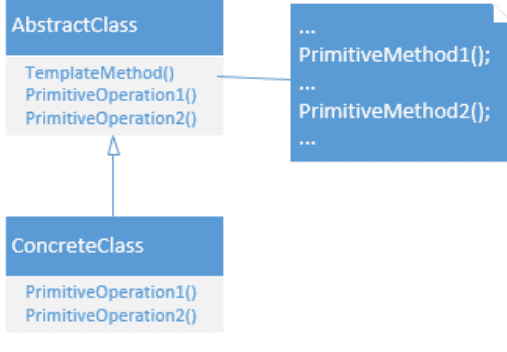 AbstractClass
TemplateMethod()
PrimitiveOperation1()
PrimitiveOperation2()
...
PrimitiveMethod1();
...
PrimitiveMethod2();
...
ConcreteClass
PrimitiveOperation1()
PrimitiveOperation2()